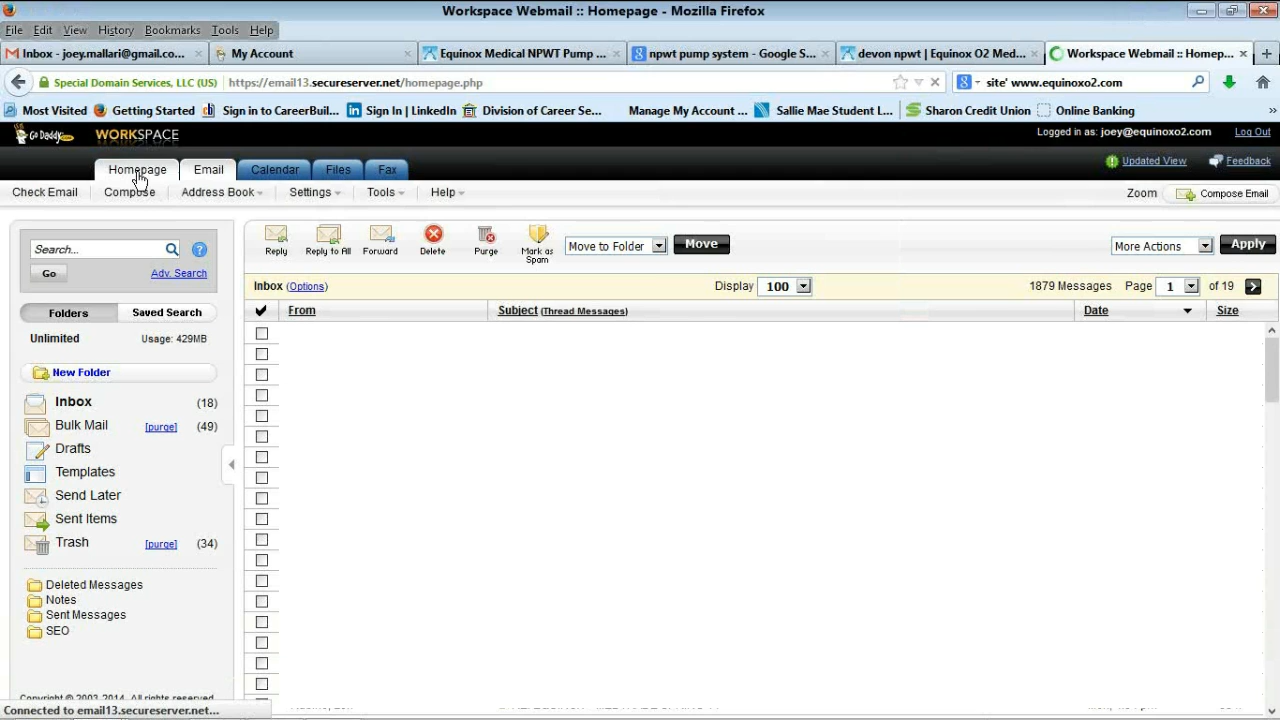 Workspace Webmail :: Homepage - Mozilla Firefox
File Edit View History Bookmarks Tools Help
Inbox - joey.mallari@gmail.co... × My Account × Equinox Medical NPWT Pump ... × npwt pump system - Google S... × devon npwt | Equinox O2 Med... × Workspace Webmail :: Homep... ×
Special Domain Services, LLC (US) https://email13.secureserver.net/homepage.php site' www.equinoxo2.com
Most Visited Getting Started Sign in to CareerBuil... Sign In | LinkedIn Division of Career Se... Manage My Account ... Sallie Mae Student L... Sharon Credit Union Online Banking »
Go Daddy WORKSPACE Logged in as: joey@equinoxo2.com Log Out
Homepage Email Calendar Files Fax Updated View Feedback
Check Email Compose Address Book Settings Tools Help Zoom Compose Email
Search... ?
Go Adv. Search
Reply Reply to All Forward Delete Purge Mark as Spam Move to Folder Move More Actions Apply
Inbox (Options) Display 100 1879 Messages Page 1 of 19
From Subject (Thread Messages) Date Size
Folders Saved Search
Unlimited Usage: 429MB
New Folder
Inbox (18)
Bulk Mail [purge] (49)
Drafts
Templates
Send Later
Sent Items
Trash [purge] (34)
Deleted Messages
Notes
Sent Messages
SEO
Copyright © 2003-2014. All rights reserved.
Connected to email13.secureserver.net...